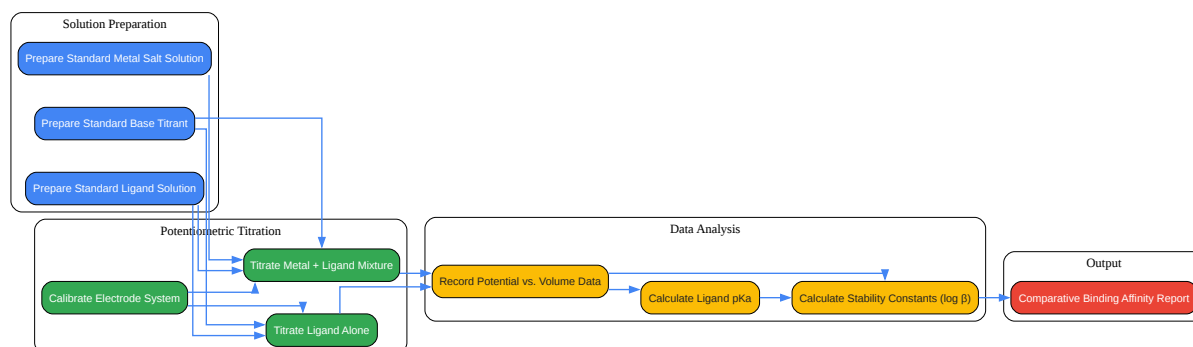 Solution Preparation
Prepare Standard Metal Salt Solution
Prepare Standard Base Titrant
Prepare Standard Ligand Solution
Potentiometric Titration
Titrate Metal + Ligand Mixture
Calibrate Electrode System
Titrate Ligand Alone
Data Analysis
Record Potential vs. Volume Data
Calculate Ligand pKa
Calculate Stability Constants (log β)
Output
Comparative Binding Affinity Report